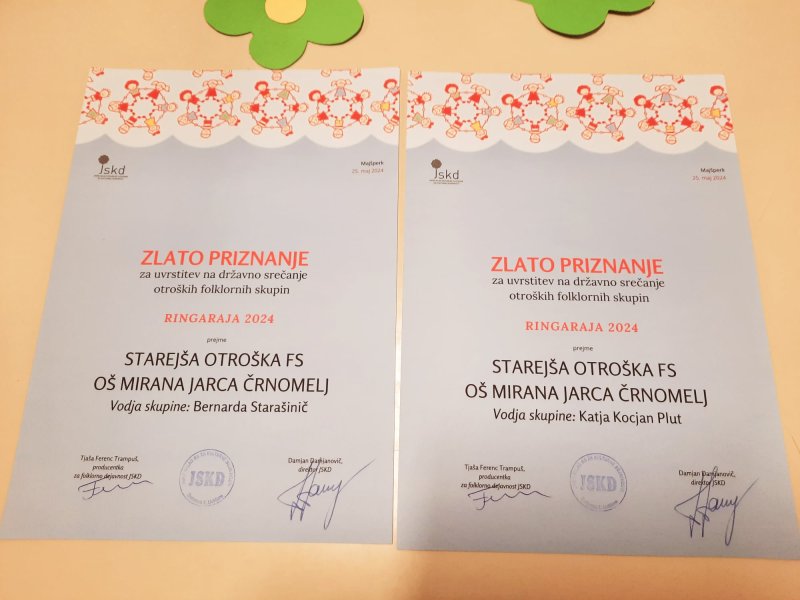 Jskd
Majšperk
25. maj 2024
ZLATO PRIZNANJE
za uvrstitev na državno srečanje
otroških folklornih skupin
RINGARAJA 2024
prejme
STAREJŠA OTROŠKA FS
OŠ MIRANA JARCA ČRNOMELJ
Vodja skupine: Bernarda Starašinič
Tjaša Ferenc Trampuš,
producentka
za folklorno dejavnost JSKD
JSKD
Damjan Damjanovič,
direktor JSKD
Jskd
Majšperk
25. maj 2024
ZLATO PRIZNANJE
za uvrstitev na državno srečanje
otroških folklornih skupin
RINGARAJA 2024
prejme
STAREJŠA OTROŠKA FS
OŠ MIRANA JARCA ČRNOMELJ
Vodja skupine: Katja Kocjan Plut
Tjaša Ferenc Trampuš,
producentka
za folklorno dejavnost JSKD
JSKD
Damjan Damjanovič,
direktor JSKD